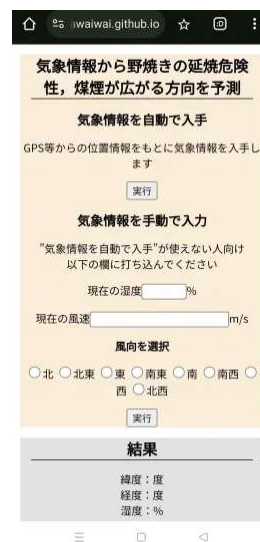 awaiwai.github.io
:D
気象情報から野焼きの延焼危険
性，煤煙が広がる方向を予測
気象情報を自動で入手
GPS等からの位置情報をもとに気象情報を入手し
ます
実行
気象情報を手動で入力
"気象情報を自動で入手"が使えない人向け
以下の欄に打ち込んでください
現在の湿度 %
現在の風速 m/s
風向を選択
北 北東 東 南東 南 南西
西 北西
実行
結果
緯度：度
経度：度
湿度：%